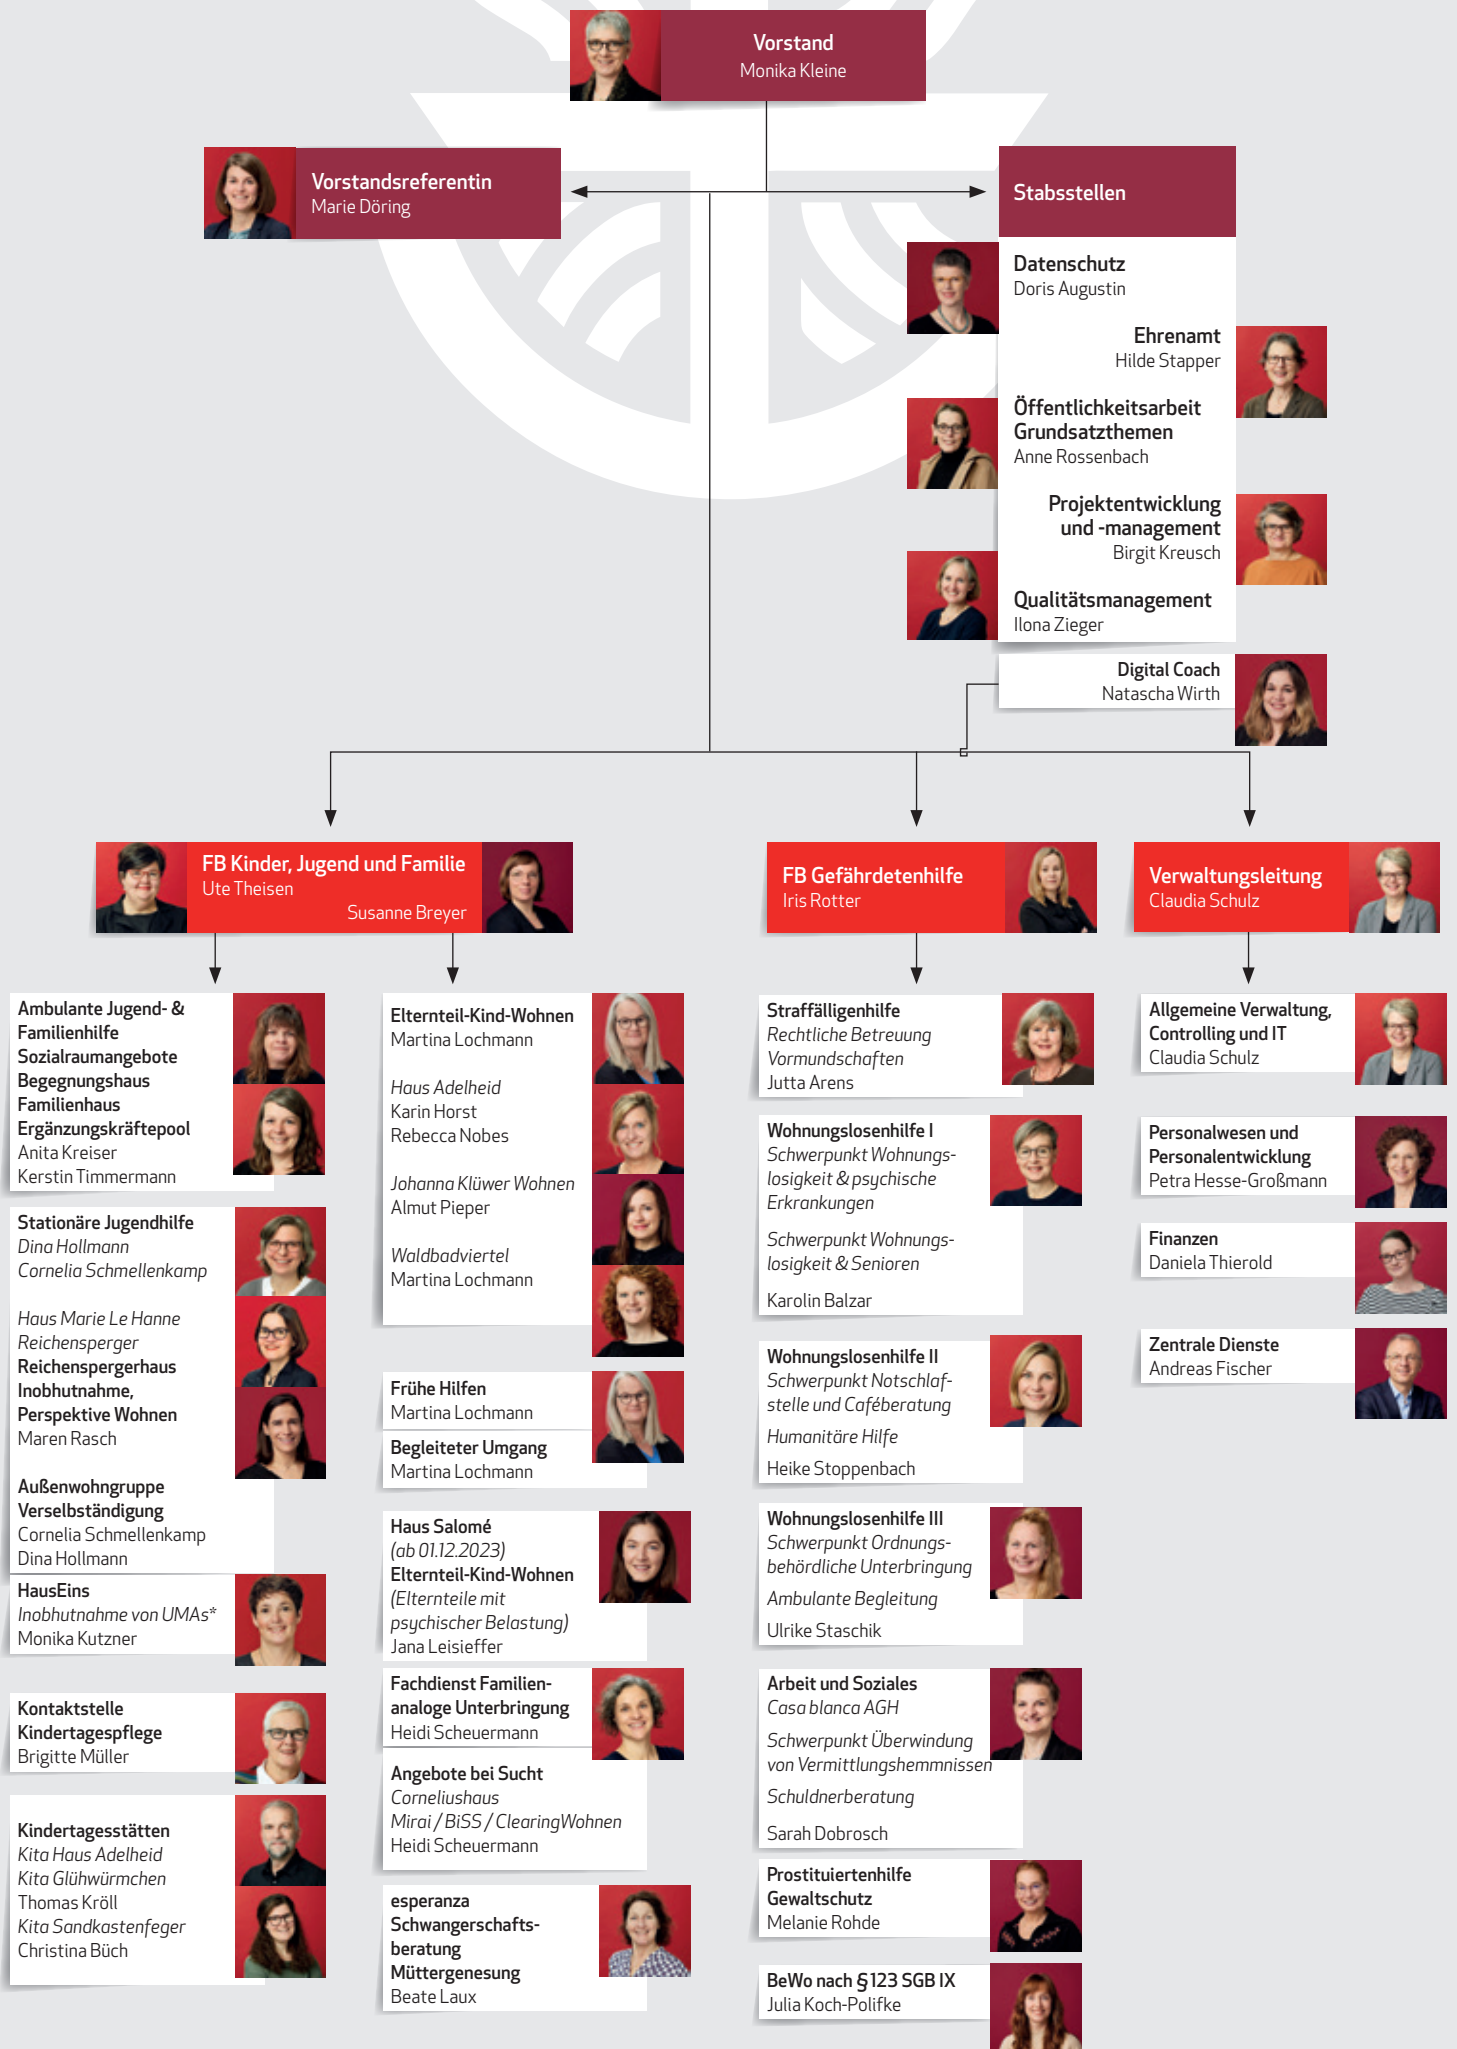 Vorstand
Monika Kleine
Vorstandsreferentin
Marie Döring
Stabsstellen
Datenschutz
Doris Augustin
Ehrenamt
Hilde Stapper
Öffentlichkeitsarbeit
Grundsatzthemen
Anne Rossenbach
Projektentwicklung
und -management
Birgit Kreusch
Qualitätsmanagement
Ilona Zieger
Digital Coach
Natascha Wirth
FB Kinder, Jugend und Familie
Ute Theisen
Susanne Breyer
Ambulante Jugend- &
Familienhilfe
Sozialraumangebote
Begegnungshaus
Familienhaus
Ergänzungskräftepool
Anita Kreiser
Kerstin Timmermann
Stationäre Jugendhilfe
Dina Hollmann
Cornelia Schmellenkamp
Haus Marie Le Hanne
Reichensperger
Reichenspergerhaus
Inobhutnahme,
Perspektive Wohnen
Maren Rasch
Außenwohngruppe
Verselbständigung
Cornelia Schmellenkamp
Dina Hollmann
HausEins
Inobhutnahme von UMAs*
Monika Kutzner
Kontaktstelle
Kindertagespflege
Brigitte Müller
Kindertagesstätten
Kita Haus Adelheid
Kita Glühwürmchen
Thomas Kröll
Kita Sandkastenfeger
Christina Büch
Elternteil-Kind-Wohnen
Martina Lochmann
Haus Adelheid
Karin Horst
Rebecca Nobes
Johanna Klüwer Wohnen
Almut Pieper
Waldbadviertel
Martina Lochmann
Frühe Hilfen
Martina Lochmann
Begleiteter Umgang
Martina Lochmann
Haus Salomé
(ab 01.12.2023)
Elternteil-Kind-Wohnen
(Elternteile mit
psychischer Belastung)
Jana Leisieffer
Fachdienst Familien-
analoge Unterbringung
Heidi Scheuermann
Angebote bei Sucht
Corneliushaus
Mirai / BiSS / ClearingWohnen
Heidi Scheuermann
esperanza
Schwangerschafts-
beratung
Müttergenesung
Beate Laux
FB Gefährdetenhilfe
Iris Rotter
Straffälligenhilfe
Rechtliche Betreuung
Vormundschaften
Jutta Arens
Wohnungslosenhilfe I
Schwerpunkt Wohnungs-
losigkeit & psychische
Erkrankungen
Schwerpunkt Wohnungs-
losigkeit & Senioren
Karolin Balzar
Wohnungslosenhilfe II
Schwerpunkt Notschlaf-
stelle und Caféberatung
Humanitäre Hilfe
Heike Stoppenbach
Wohnungslosenhilfe III
Schwerpunkt Ordnungs-
behördliche Unterbringung
Ambulante Begleitung
Ulrike Staschik
Arbeit und Soziales
Casa blanca AGH
Schwerpunkt Überwindung
von Vermittlungshemmnissen
Schuldnerberatung
Sarah Dobrosch
Prostituiertenhilfe
Gewaltschutz
Melanie Rohde
BeWo nach § 123 SGB IX
Julia Koch-Polifke
Verwaltungsleitung
Claudia Schulz
Allgemeine Verwaltung,
Controlling und IT
Claudia Schulz
Personalwesen und
Personalentwicklung
Petra Hesse-Großmann
Finanzen
Daniela Thierold
Zentrale Dienste
Andreas Fischer